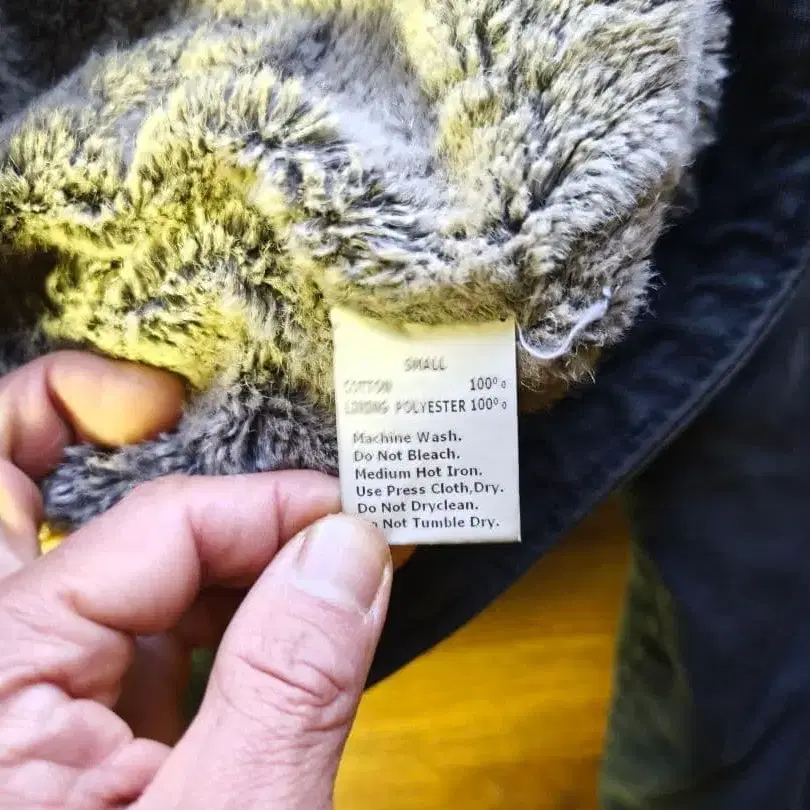 SMALL
COTTON 100%
LINING POLYESTER 100%
Machine Wash.
Do Not Bleach.
Medium Hot Iron.
Use Press Cloth,Dry.
Do Not Dryclean.
Not Tumble Dry.